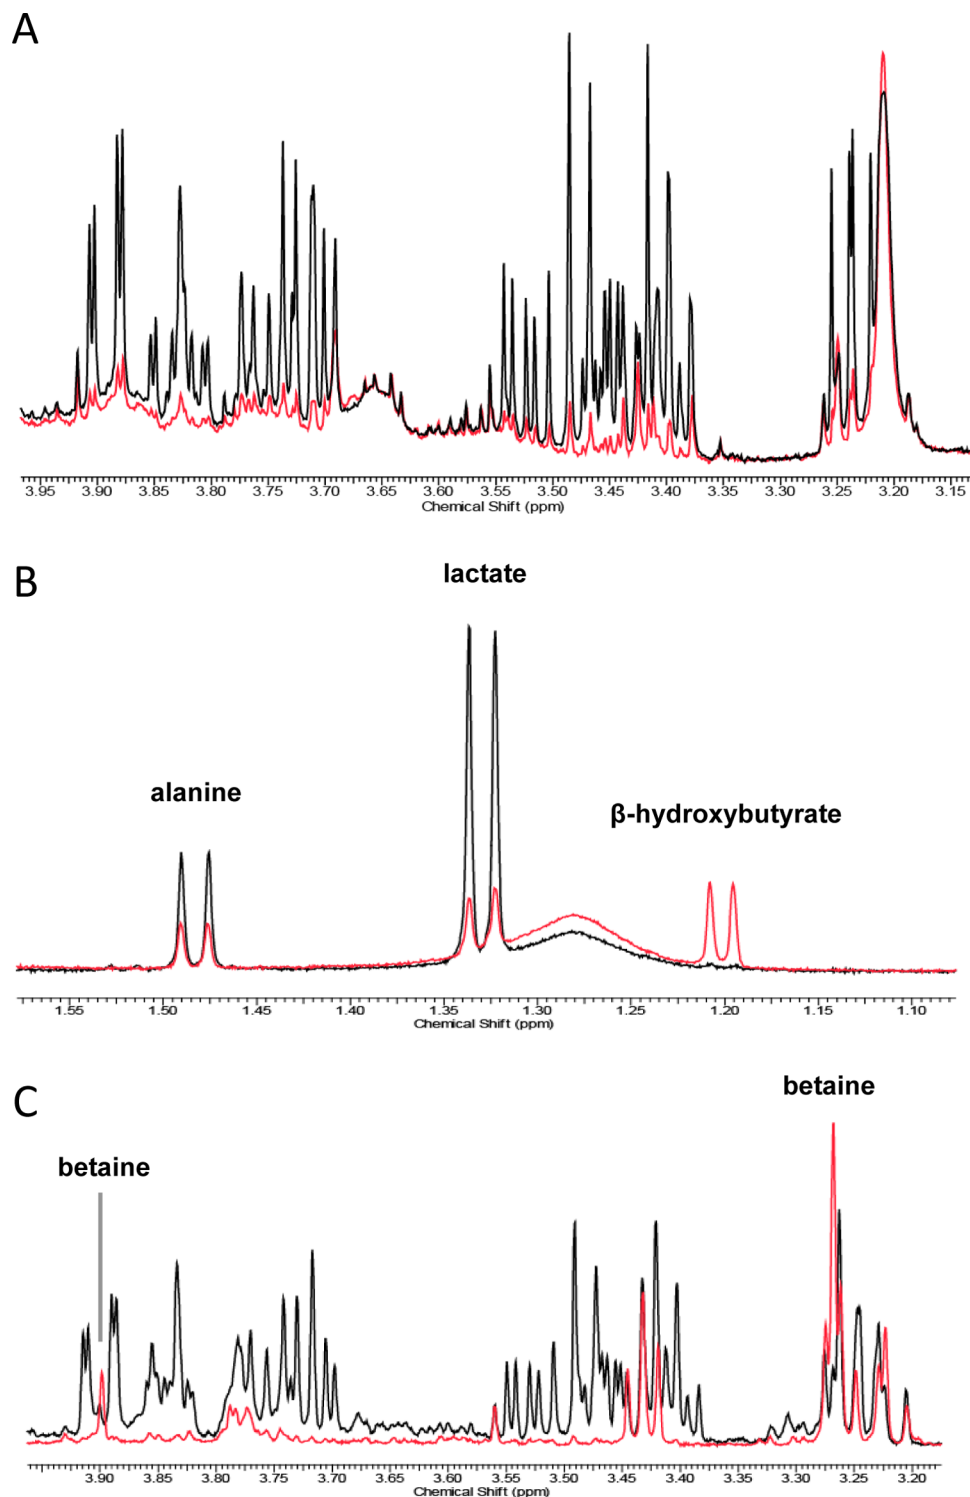 A
3.95 3.90 3.85 3.80 3.75 3.70 3.65 3.60 3.55 3.50 3.45 3.40 3.35 3.30 3.25 3.20 3.15
Chemical Shift (ppm)
B
lactate
alanine
β-hydroxybutyrate
1.55 1.50 1.45 1.40 1.35 1.30 1.25 1.20 1.15 1.10
Chemical Shift (ppm)
C
betaine
betaine
3.90 3.85 3.80 3.75 3.70 3.65 3.60 3.55 3.50 3.45 3.40 3.35 3.30 3.25 3.20
Chemical Shift (ppm)